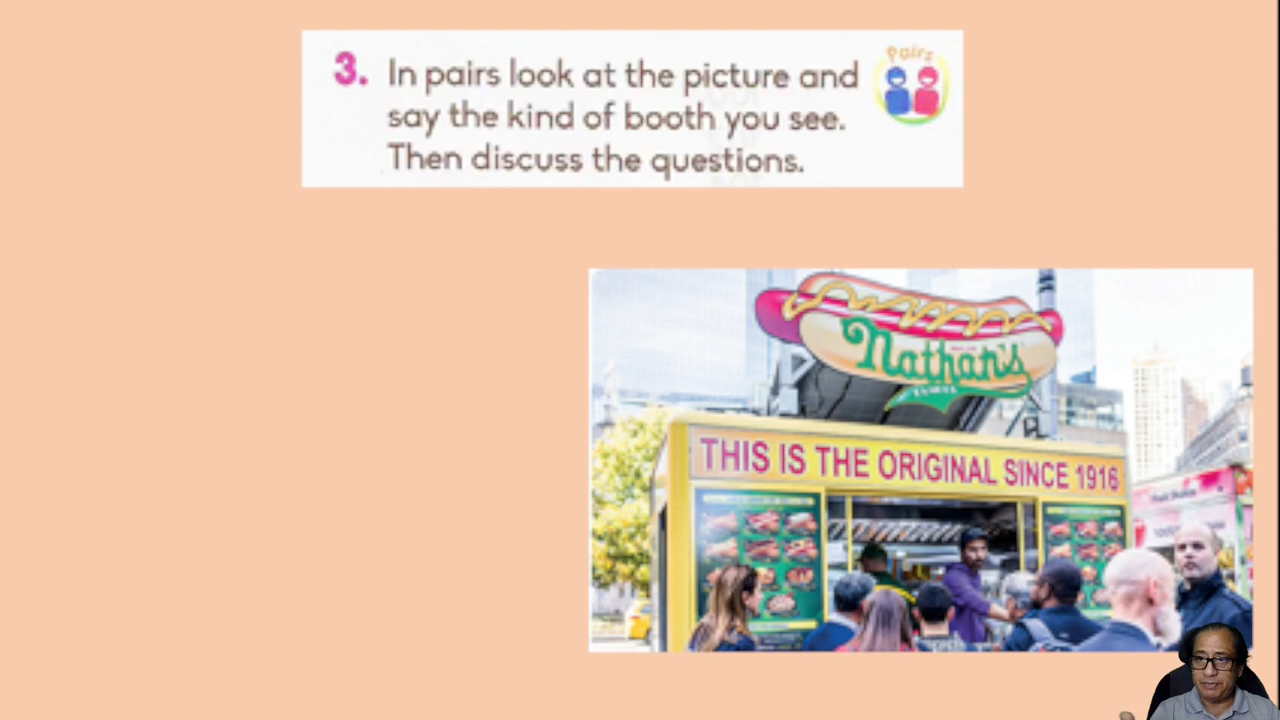 3. In pairs look at the picture and
say the kind of booth you see.
Then discuss the questions.
Pairs
Nathan's
FAMOUS
THIS IS THE ORIGINAL SINCE 1916